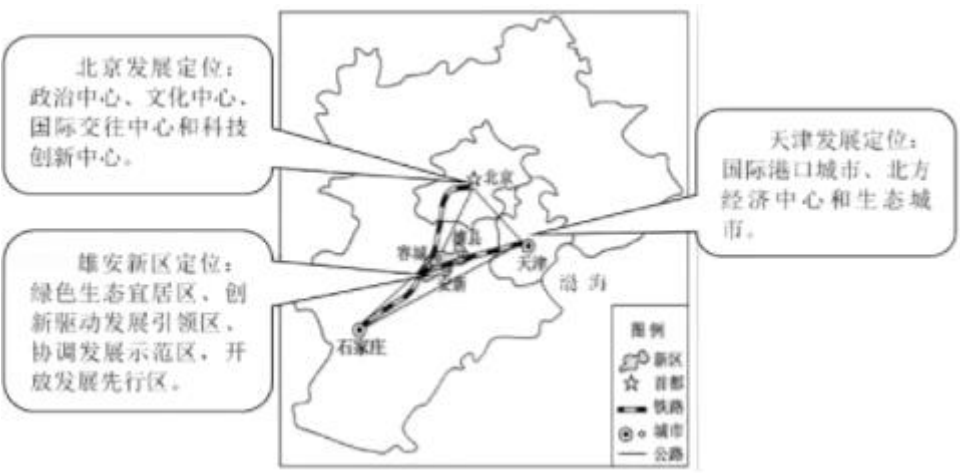 北京发展定位：
政治中心、文化中心、
国际交往中心和科技
创新中心。
天津发展定位：
国际港口城市、北方
经济中心和生态城
市。
雄安新区定位：
绿色生态宜居区、创
新驱动发展引领区、
协调发展示范区，开
放发展先行区。
北京
雄县
容城
安新
天津
渤海
石家庄
图例
新区
首都
铁路
城市
公路